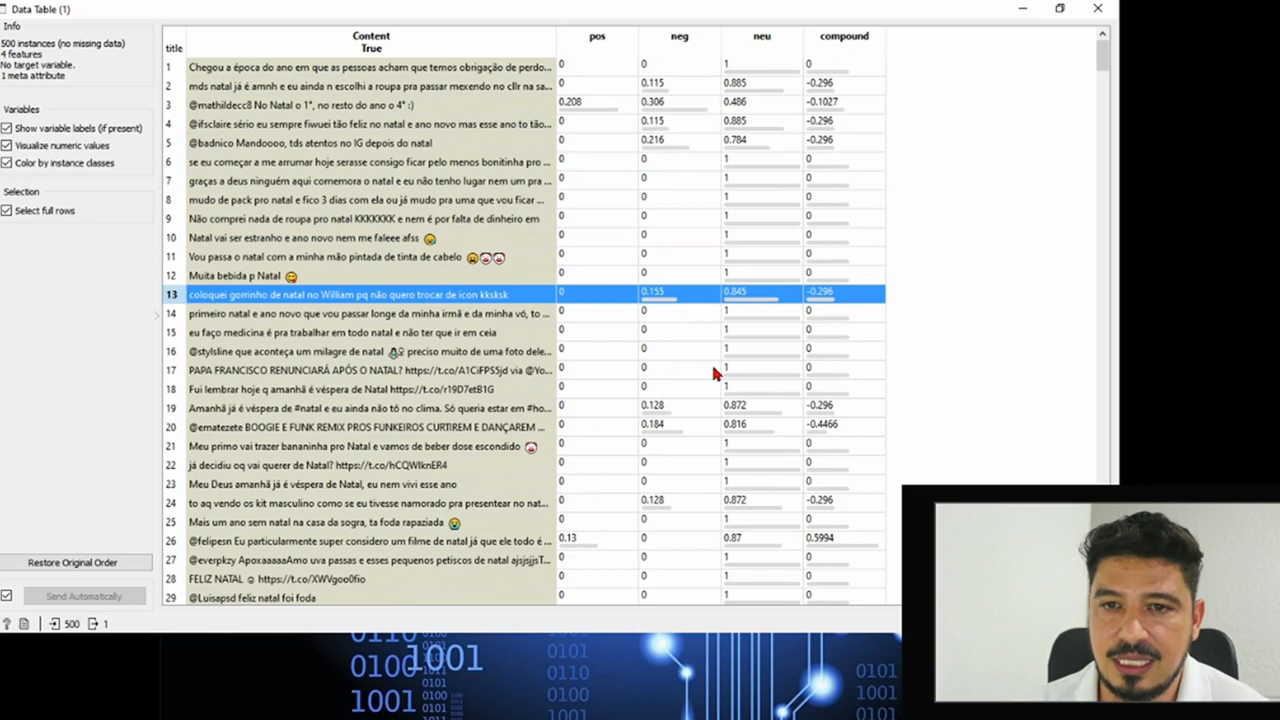 Data Table (1)
Info
500 instances (no missing data)
4 features
No target variable.
1 meta attribute
Variables
Show variable labels (if present)
Visualize numeric values
Color by instance classes
Selection
Select full rows
Restore Original Order
Send Automatically
500 1
title Content True pos neg neu compound
1 Chegou a época do ano em que as pessoas acham que temos obrigação de perdo... 0 0 1 0
2 mds natal já é amnh e eu ainda n escolhi a roupa pra passar mexendo no cllr na sa... 0 0.115 0.885 -0.296
3 @mathildecc8 No Natal o 1°, no resto do ano o 4° :) 0.208 0.306 0.486 -0.1027
4 @ifsclaire sério eu sempre fiwuei tão feliz no natal e ano novo mas esse ano to tão... 0 0.115 0.885 -0.296
5 @badnico Mandoooo, tds atentos no IG depois do natal 0 0.216 0.784 -0.296
6 se eu começar a me arrumar hoje serasse consigo ficar pelo menos bonitinha pro ... 0 0 1 0
7 graças a deus ninguém aqui comemora o natal e eu não tenho lugar nem um pra ... 0 0 1 0
8 mudo de pack pro natal e fico 3 dias com ela ou já mudo pra uma que vou ficar ... 0 0 1 0
9 Não comprei nada de roupa pro natal KKKKKKK e nem é por falta de dinheiro em 0 0 1 0
10 Natal vai ser estranho e ano novo nem me faleee afss 😢 0 0 1 0
11 Vou passa o natal com a minha mão pintada de tinta de cabelo 0 0 1 0
12 Muita bebida p Natal 😋 0 0 1 0
13 coloquei gorrinho de natal no William pq não quero trocar de icon kksksk 0 0.155 0.845 -0.296
14 primeiro natal e ano novo que vou passar longe da minha irmã e da minha vó, to ... 0 0 1 0
15 eu faço medicina é pra trabalhar em todo natal e não ter que ir em ceia 0 0 1 0
16 @stylsline que aconteça um milagre de natal preciso muito de uma foto dele... 0 0 1 0
17 PAPA FRANCISCO RENUNCIARÁ APÓS O NATAL? https://t.co/A1CiFPS5jd via @Yo... 0 0 1 0
18 Fui lembrar hoje q amanhã é véspera de Natal https://t.co/r19D7etB1G 0 0 1 0
19 Amanhã já é véspera de #natal e eu ainda não tô no clima. Só queria estar em #ho... 0 0.128 0.872 -0.296
20 @ematezete BOOGIE E FUNK REMIX PROS FUNKEIROS CURTIREM E DANÇAREM ... 0 0.184 0.816 -0.4466
21 Meu primo vai trazer bananinha pro Natal e vamos de beber dose escondido 🤡 0 0 1 0
22 já decidiu oq vai querer de Natal? https://t.co/hCQWlknER4 0 0 1 0
23 Meu Deus amanhã já é véspera de Natal, eu nem vivi esse ano 0 0 1 0
24 to aq vendo os kit masculino como se eu tivesse namorado pra presentear no nat... 0 0.128 0.872 -0.296
25 Mais um ano sem natal na casa da sogra, ta foda rapaziada 😭 0 0 1 0
26 @felipesn Eu particularmente super considero um filme de natal já que ele todo é ... 0.13 0 0.87 0.5994
27 @everpkzy ApoxaaaaaAmo uva passas e esses pequenos petiscos de natal ajsjsjjsT... 0 0 1 0
28 FELIZ NATAL ☺ https://t.co/XWVgoo0fio 0 0 1 0
29 @Luisapsd feliz natal foi foda 0 0 1 0